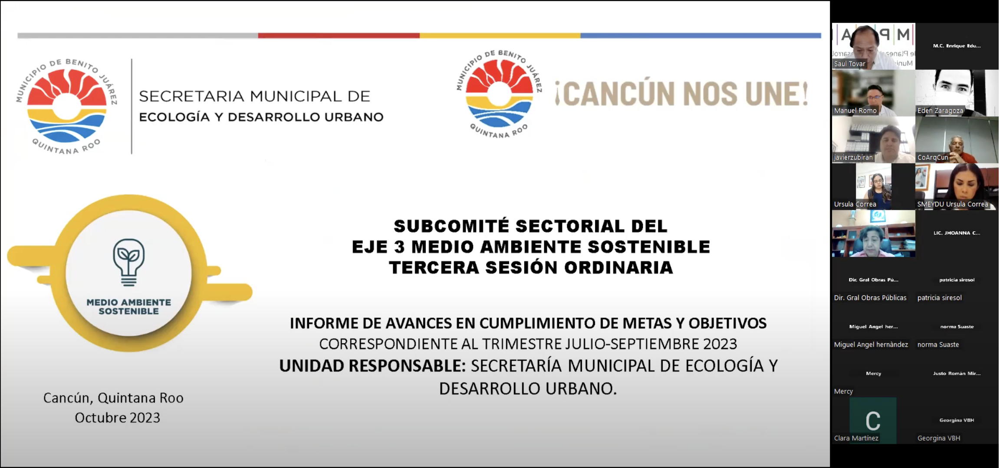 MUNICIPIO DE BENITO JUÁREZ
QUINTANA ROO
SECRETARIA MUNICIPAL DE
ECOLOGÍA Y DESARROLLO URBANO
MUNICIPIO DE BENITO JUÁREZ
QUINTANA ROO
¡CANCÚN NOS UNE!
MEDIO AMBIENTE
SOSTENIBLE
SUBCOMITÉ SECTORIAL DEL
EJE 3 MEDIO AMBIENTE SOSTENIBLE
TERCERA SESIÓN ORDINARIA
INFORME DE AVANCES EN CUMPLIMIENTO DE METAS Y OBJETIVOS
CORRESPONDIENTE AL TRIMESTRE JULIO-SEPTIEMBRE 2023
UNIDAD RESPONSABLE: SECRETARÍA MUNICIPAL DE ECOLOGÍA Y
DESARROLLO URBANO.
Cancún, Quintana Roo
Octubre 2023
Saul Tovar
M.C. Enrique Edu...
Manuel Romo
Eden Zaragoza
javierzubiran
CoArqCun
Ursula Correa
SMEYDU Ursula Correa
LIC. JHOANNA C...
Dir. Gral Obras Pú...
Dir. Gral Obras Públicas
patricia siresol
patricia siresol
Miguel Angel her...
Miguel Angel hernàndez
norma Suaste
norma Suaste
Mercy
Mercy
Justo Román Mir...
C
Clara Martínez
Georgina VBH
Georgina VBH